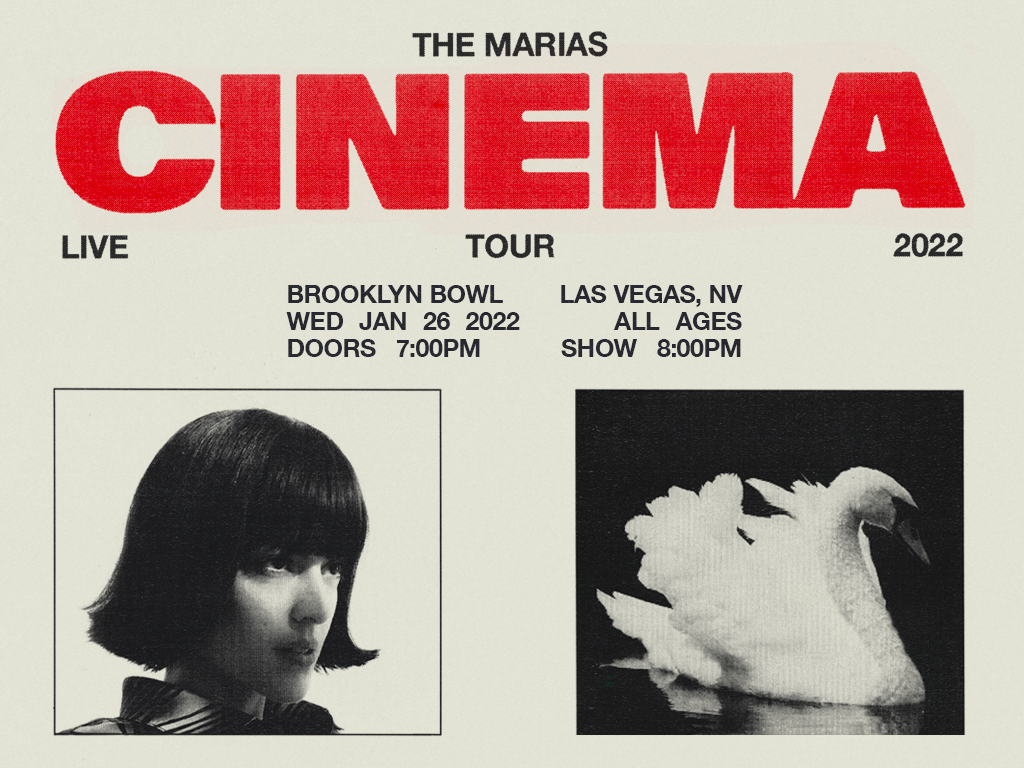 THE MARIAS
CINEMA
LIVE TOUR 2022
BROOKLYN BOWL LAS VEGAS, NV
WED JAN 26 2022 ALL AGES
DOORS 7:00PM SHOW 8:00PM